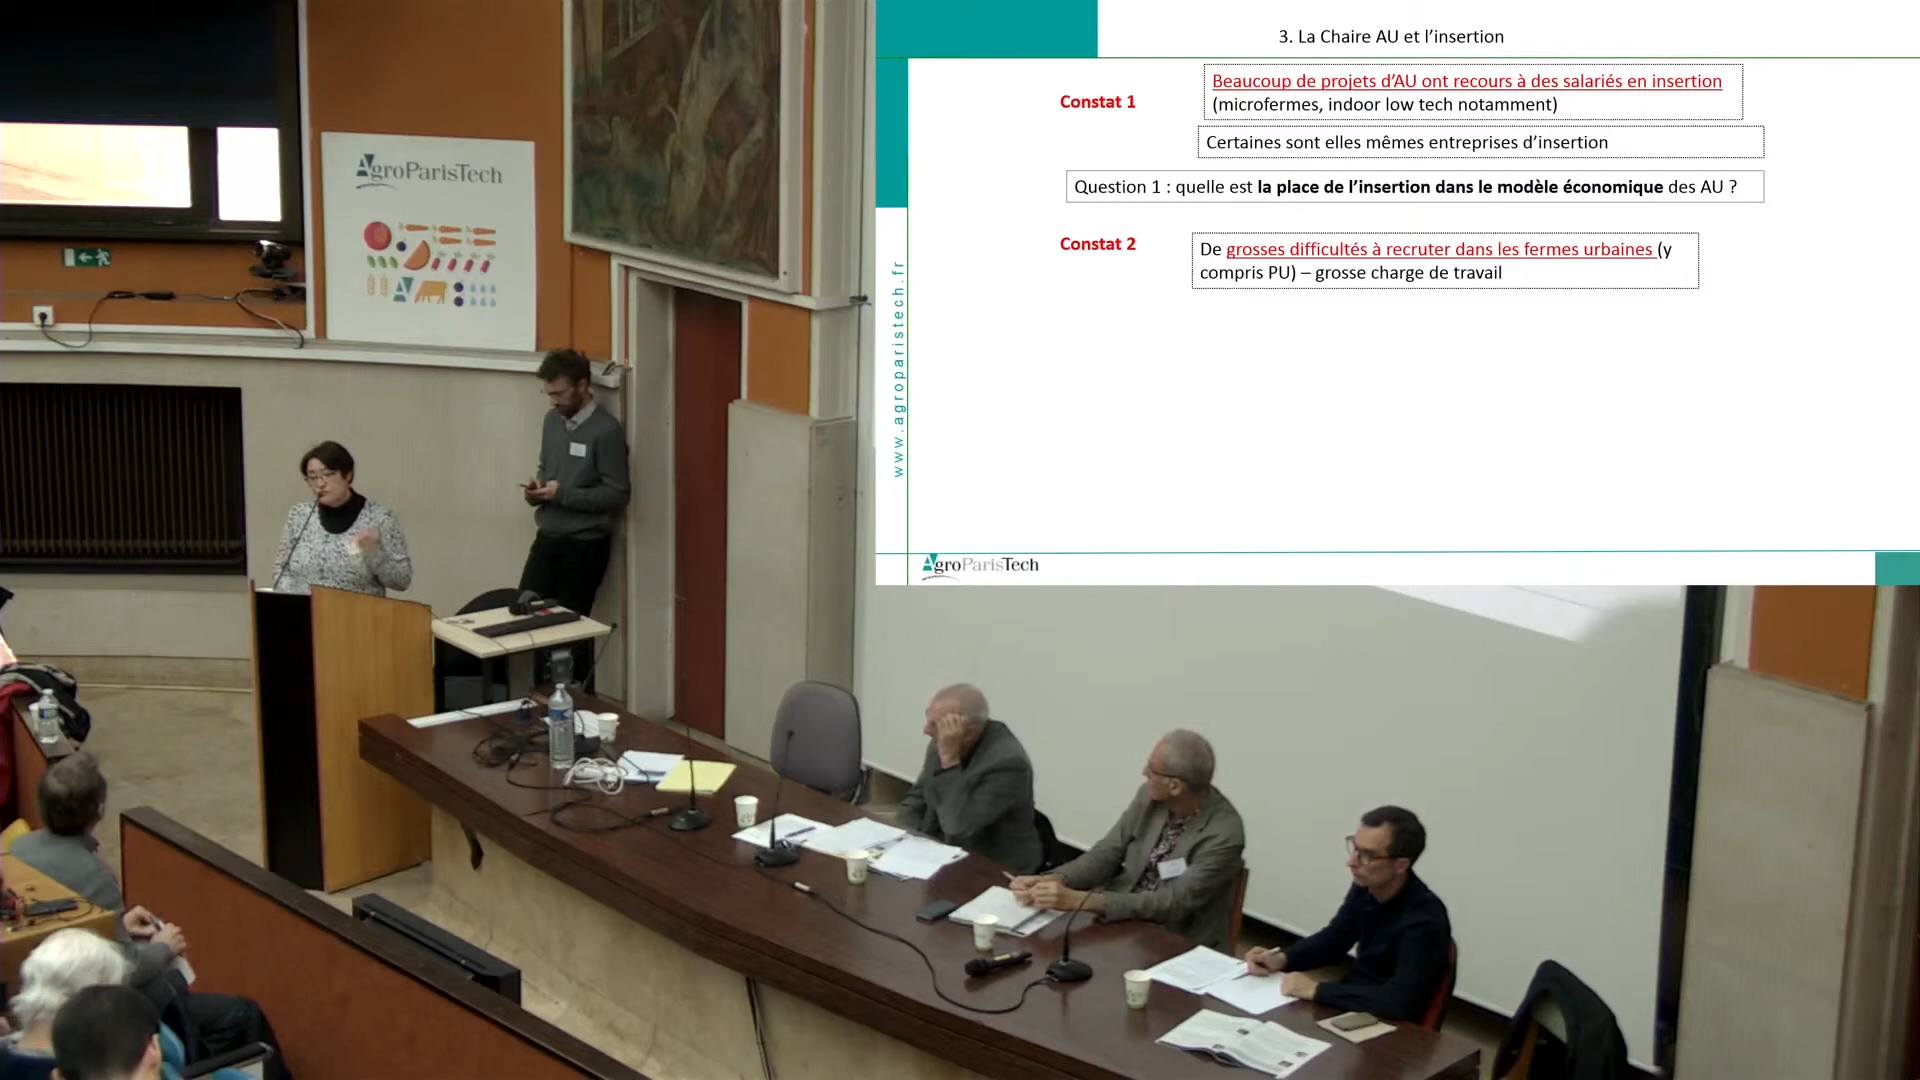 AgroParisTech
3. La Chaire AU et l’insertion
Constat 1
Beaucoup de projets d’AU ont recours à des salariés en insertion
(microfermes, indoor low tech notamment)
Certaines sont elles mêmes entreprises d’insertion
Question 1 : quelle est la place de l’insertion dans le modèle économique des AU ?
Constat 2
De grosses difficultés à recruter dans les fermes urbaines (y
compris PU) – grosse charge de travail
www.agroparistech.fr
AgroParisTech